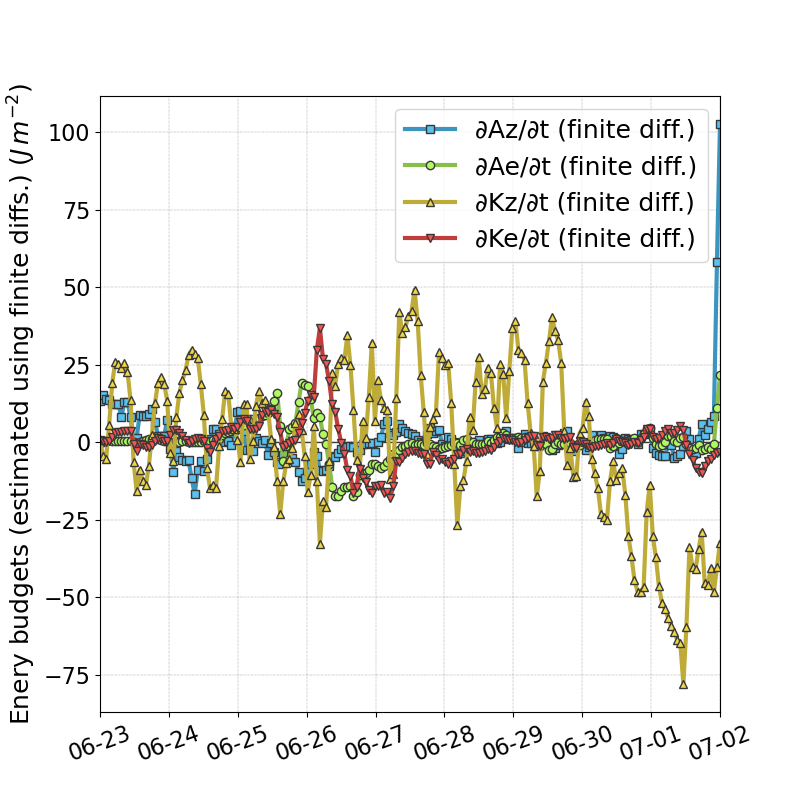 Enery budgets (estimated using finite diffs.) (J m⁻²)
100
75
50
25
0
−25
−50
−75
∂Az/∂t (finite diff.)
∂Ae/∂t (finite diff.)
∂Kz/∂t (finite diff.)
∂Ke/∂t (finite diff.)
06-23 06-24 06-25 06-26 06-27 06-28 06-29 06-30 07-01 07-02